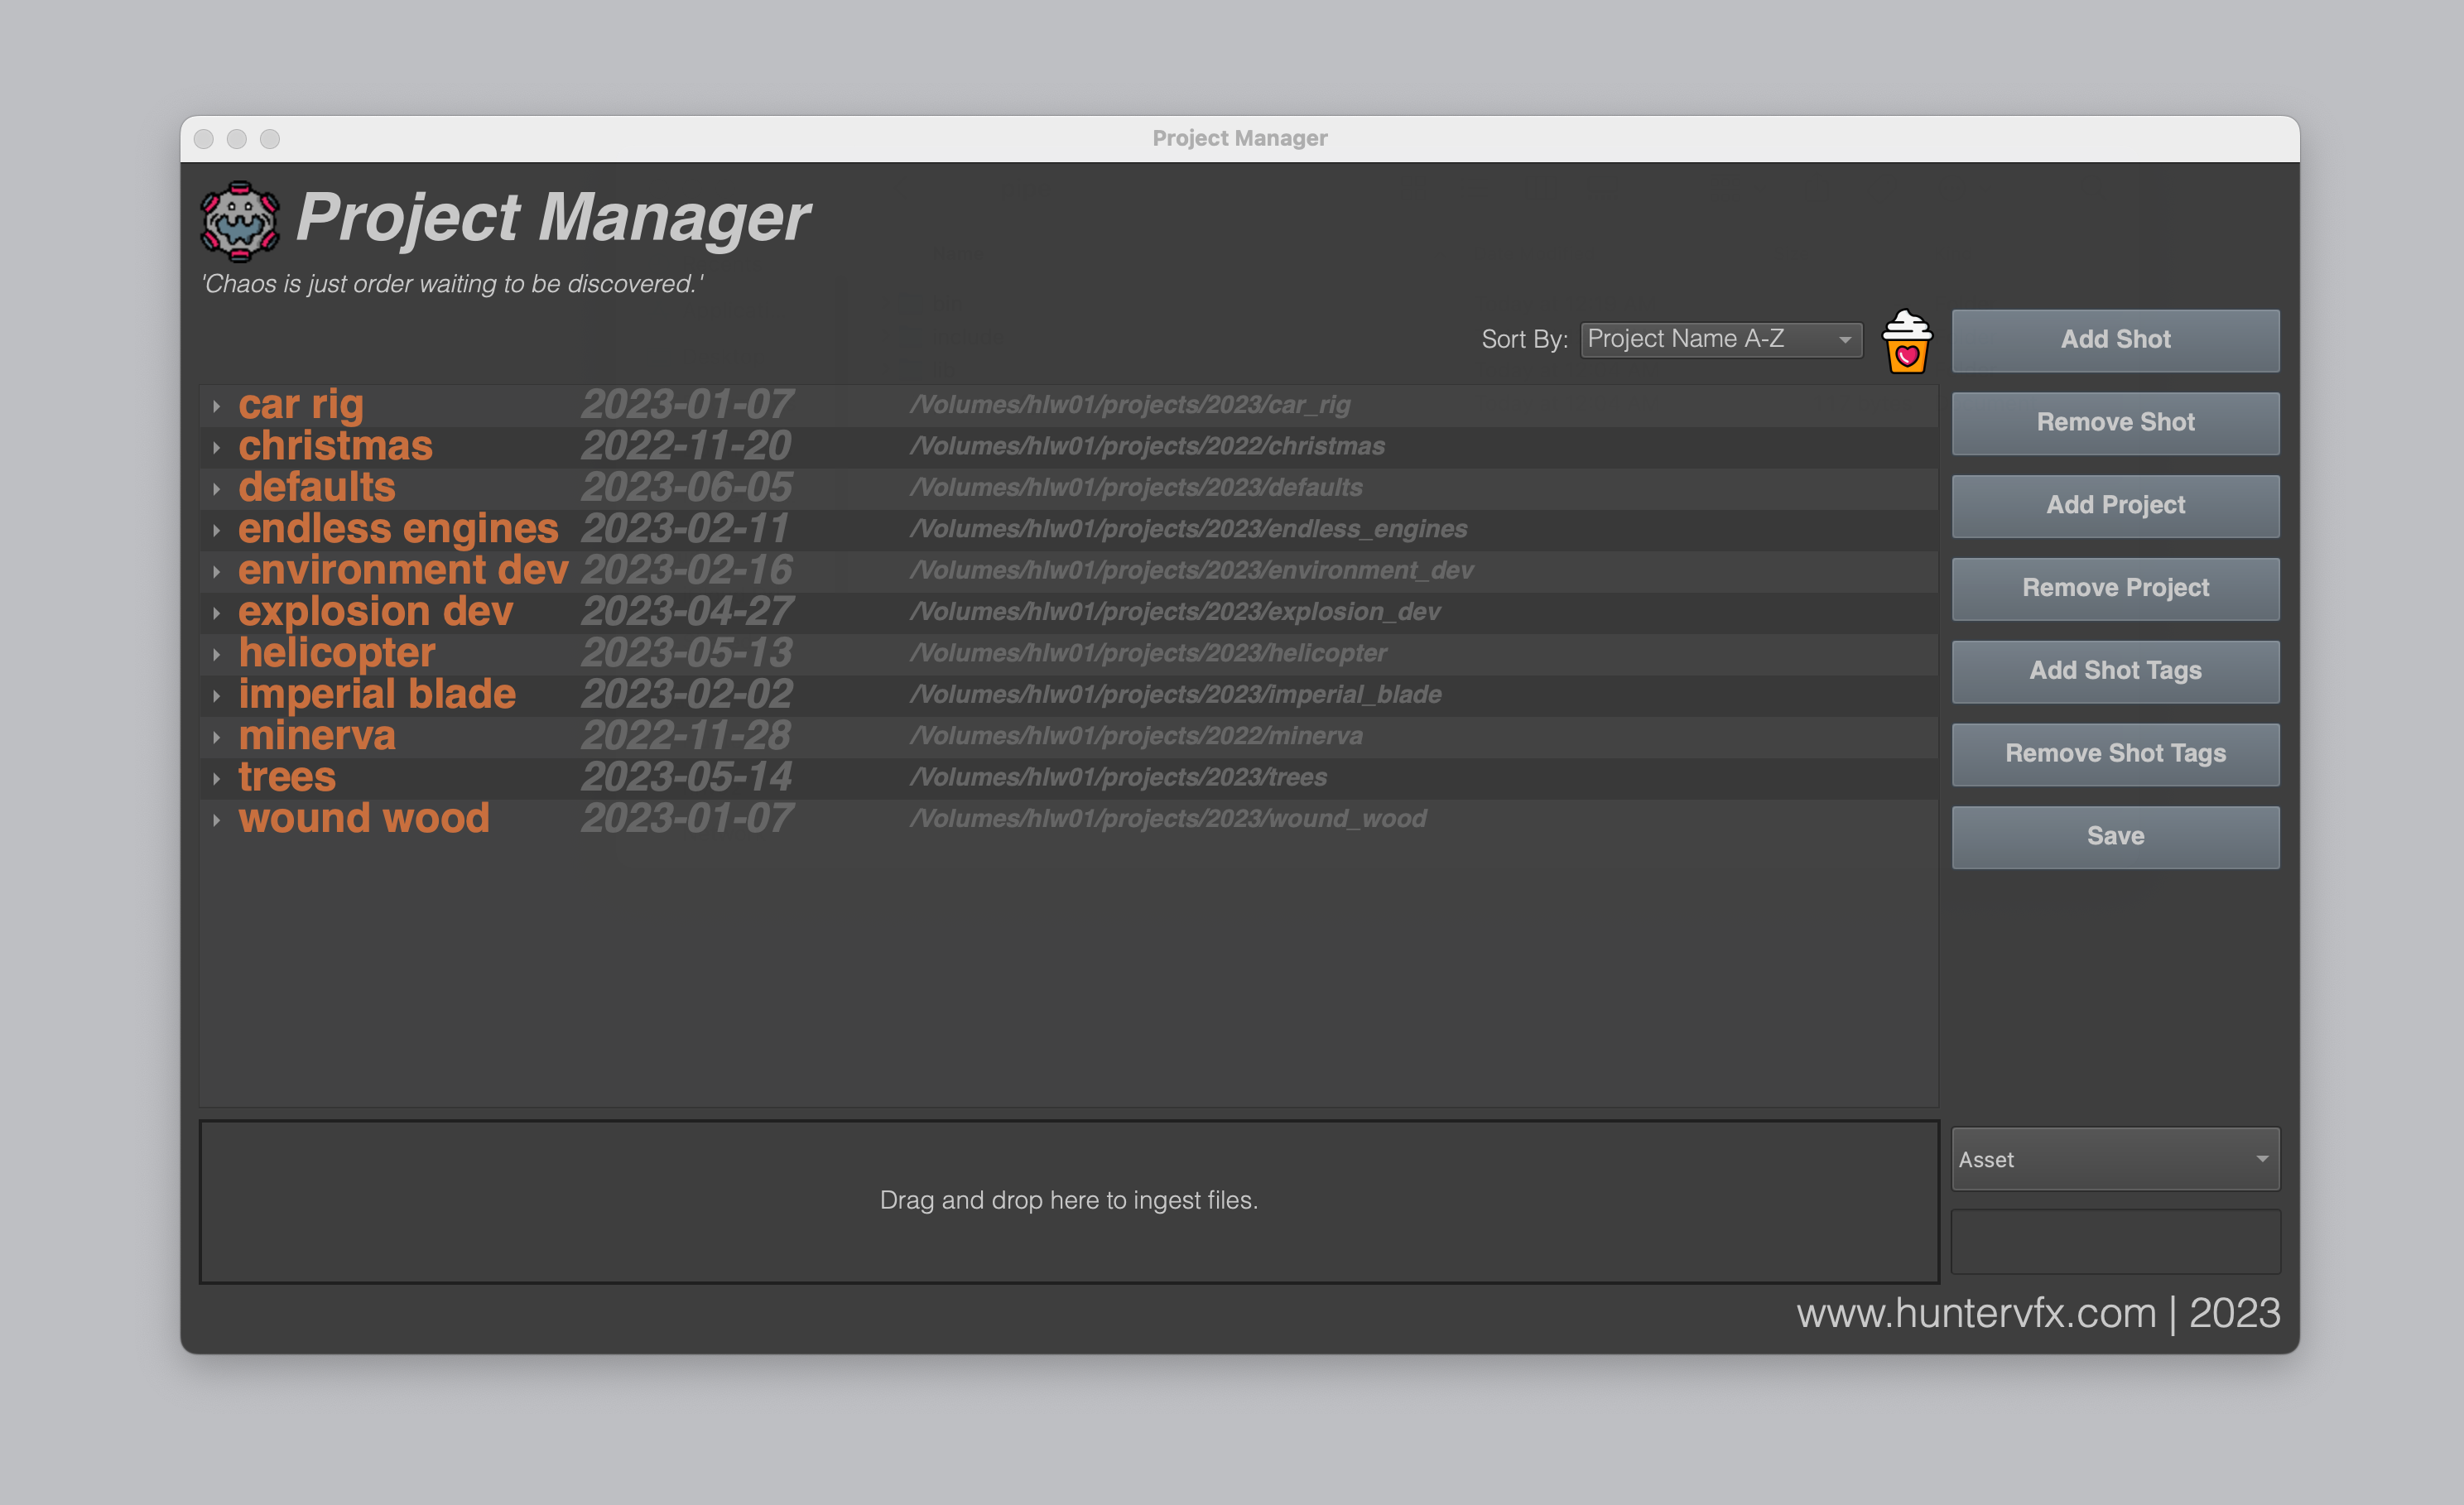 Project Manager
Project Manager
'Chaos is just order waiting to be discovered.'
Sort By: Project Name A-Z
Add Shot
car rig 2023-01-07 /Volumes/hlw01/projects/2023/car_rig
christmas 2022-11-20 /Volumes/hlw01/projects/2022/christmas
Remove Shot
defaults 2023-06-05 /Volumes/hlw01/projects/2023/defaults
Add Project
endless engines 2023-02-11 /Volumes/hlw01/projects/2023/endless_engines
environment dev 2023-02-16 /Volumes/hlw01/projects/2023/environment_dev
Remove Project
explosion dev 2023-04-27 /Volumes/hlw01/projects/2023/explosion_dev
helicopter 2023-05-13 /Volumes/hlw01/projects/2023/helicopter
Add Shot Tags
imperial blade 2023-02-02 /Volumes/hlw01/projects/2023/imperial_blade
minerva 2022-11-28 /Volumes/hlw01/projects/2022/minerva
Remove Shot Tags
trees 2023-05-14 /Volumes/hlw01/projects/2023/trees
wound wood 2023-01-07 /Volumes/hlw01/projects/2023/wound_wood
Save
Asset
Drag and drop here to ingest files.
www.huntervfx.com | 2023